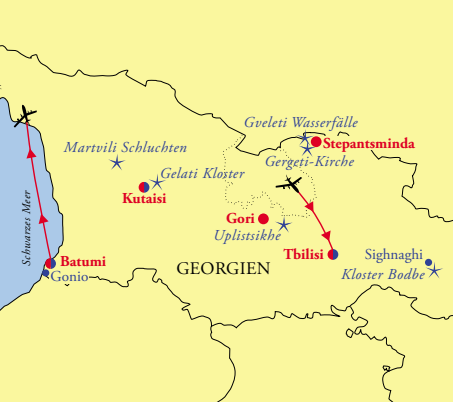 Gveleti Wasserfälle
Stepantsminda
Martvili Schluchten
Gergeti-Kirche
Gelati Kloster
Kutaisi
Schwarzes Meer
Gori
Uplistsikhe
Tbilisi
Sighnaghi
Batumi
GEORGIEN
Kloster Bodbe
Gonio